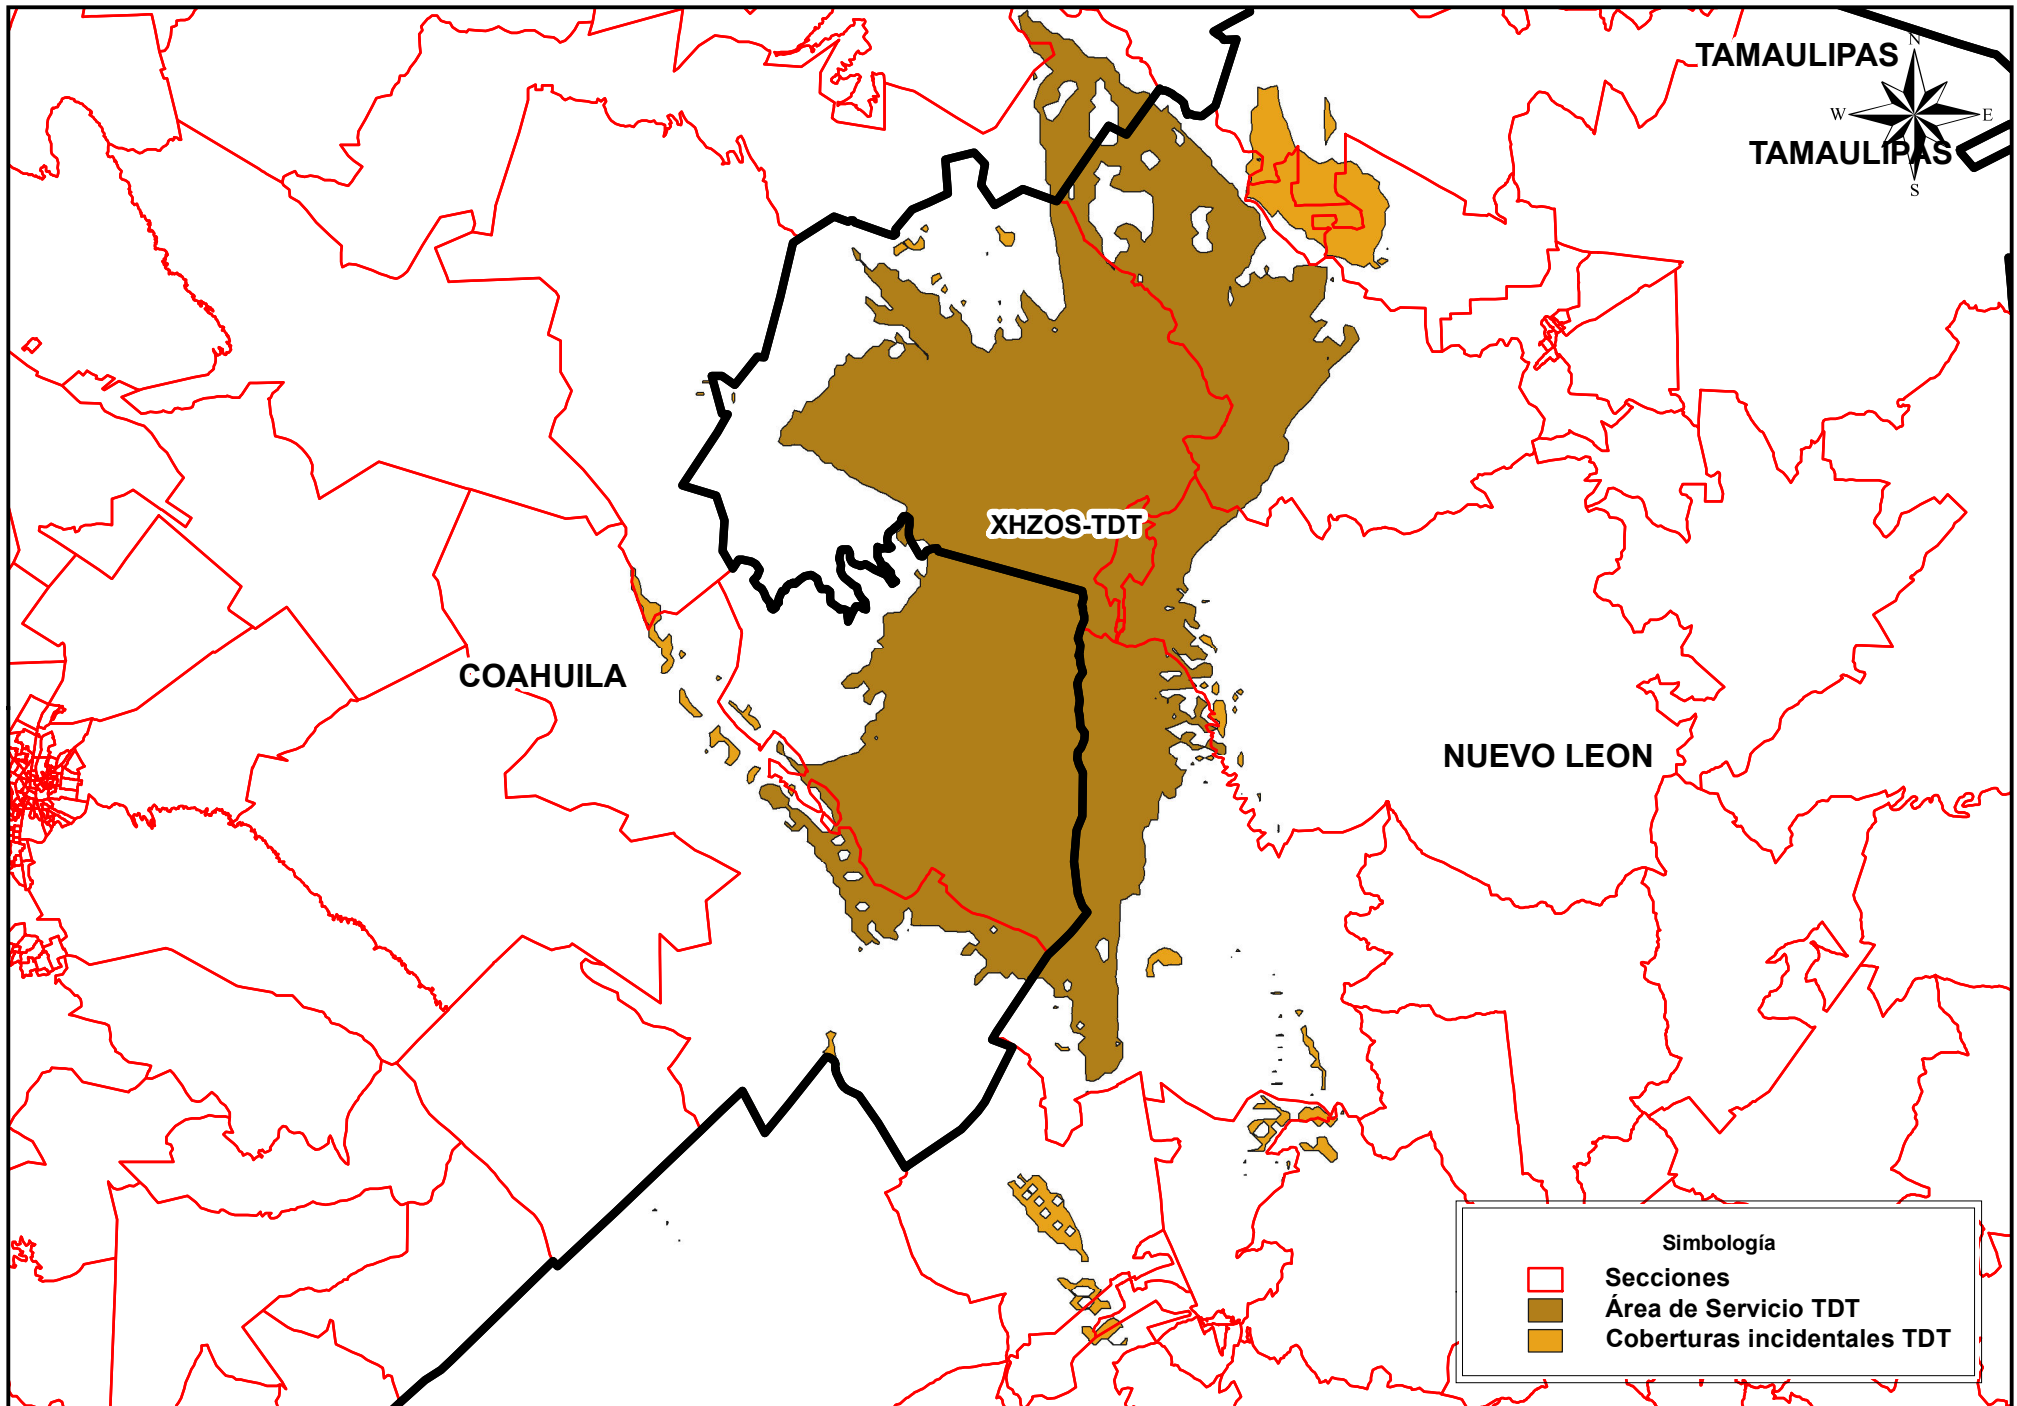 TAMAULIPAS
N
W
E
TAMAULIPAS
S
XHZOS-TDT
COAHUILA
NUEVO LEON
Simbología
Secciones
Área de Servicio TDT
Coberturas incidentales TDT